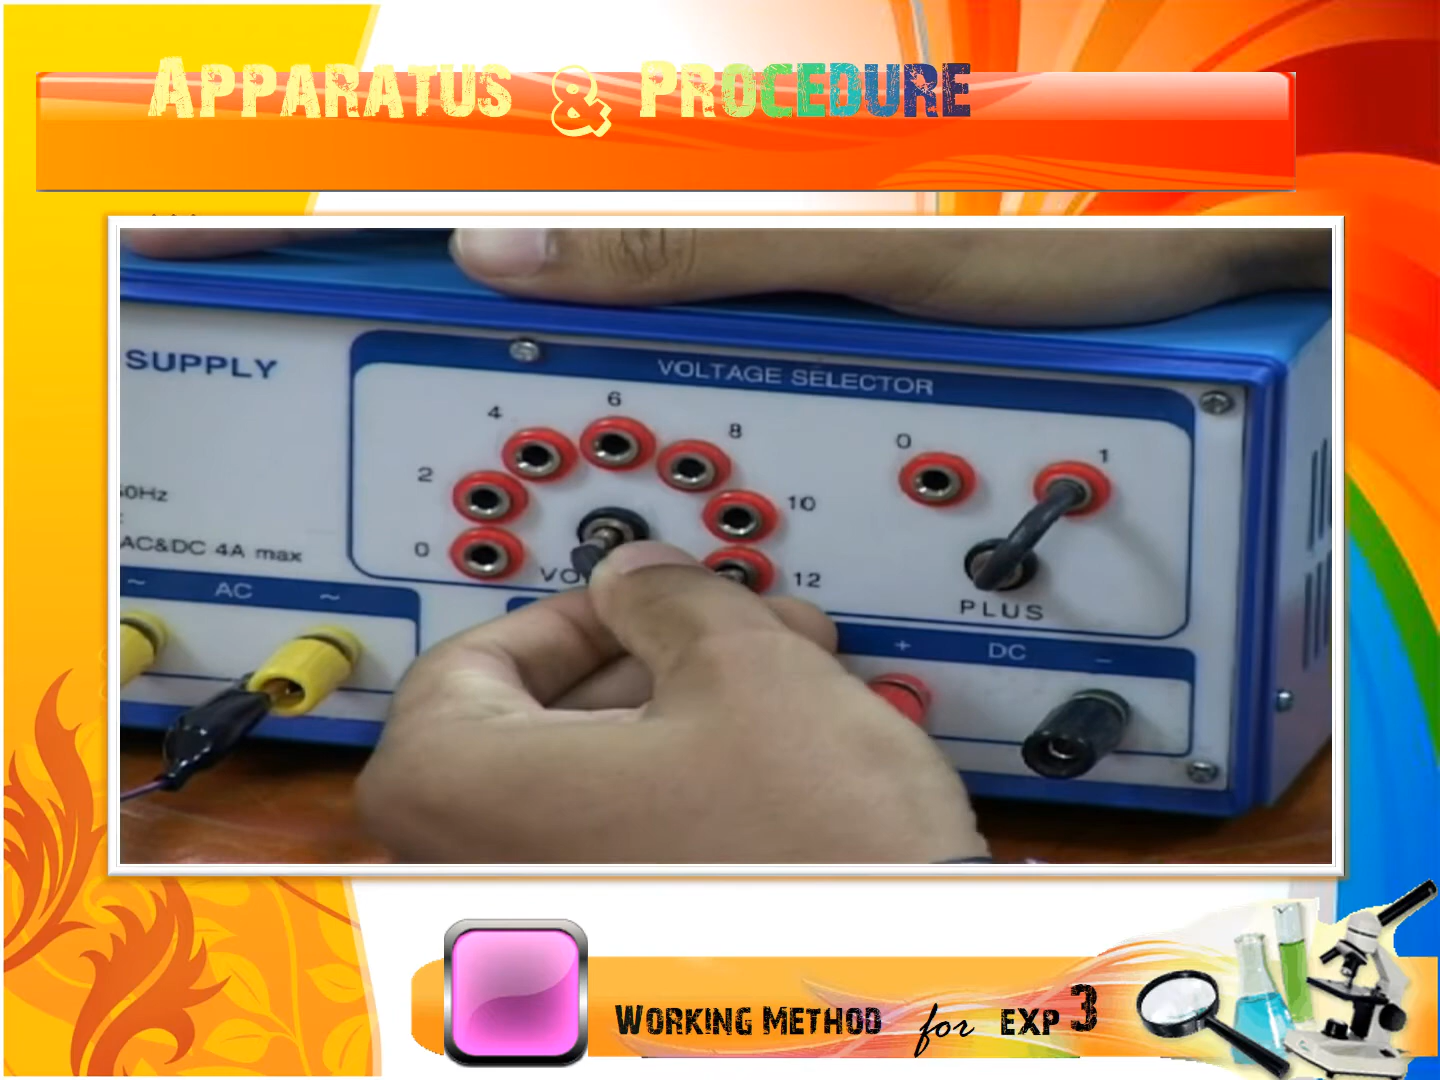 APPARATUS & PROCEDURE
SUPPLY
VOLTAGE SELECTOR
4 6 8
0 1
2
10
0Hz
AC&DC 4A max
0
12
PLUS
~ AC ~
+ DC −
WORKING METHOD for EXP 3